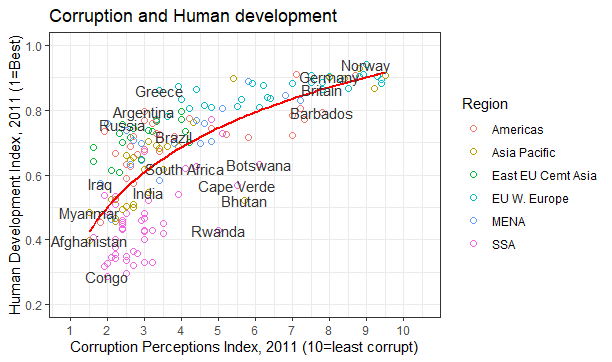 Corruption and Human development
Human Development Index, 2011 (1=Best)
1.0
0.8
0.6
0.4
0.2
Norway
Germany
Greece
Britain
Argentina
Barbados
Russia
Brazil
Botswana
South Africa
Iraq
Cape Verde
India
Bhutan
Myanmar
Rwanda
Afghanistan
Congo
1 2 3 4 5 6 7 8 9 10
Corruption Perceptions Index, 2011 (10=least corrupt)
Region
Americas
Asia Pacific
East EU Cemt Asia
EU W. Europe
MENA
SSA